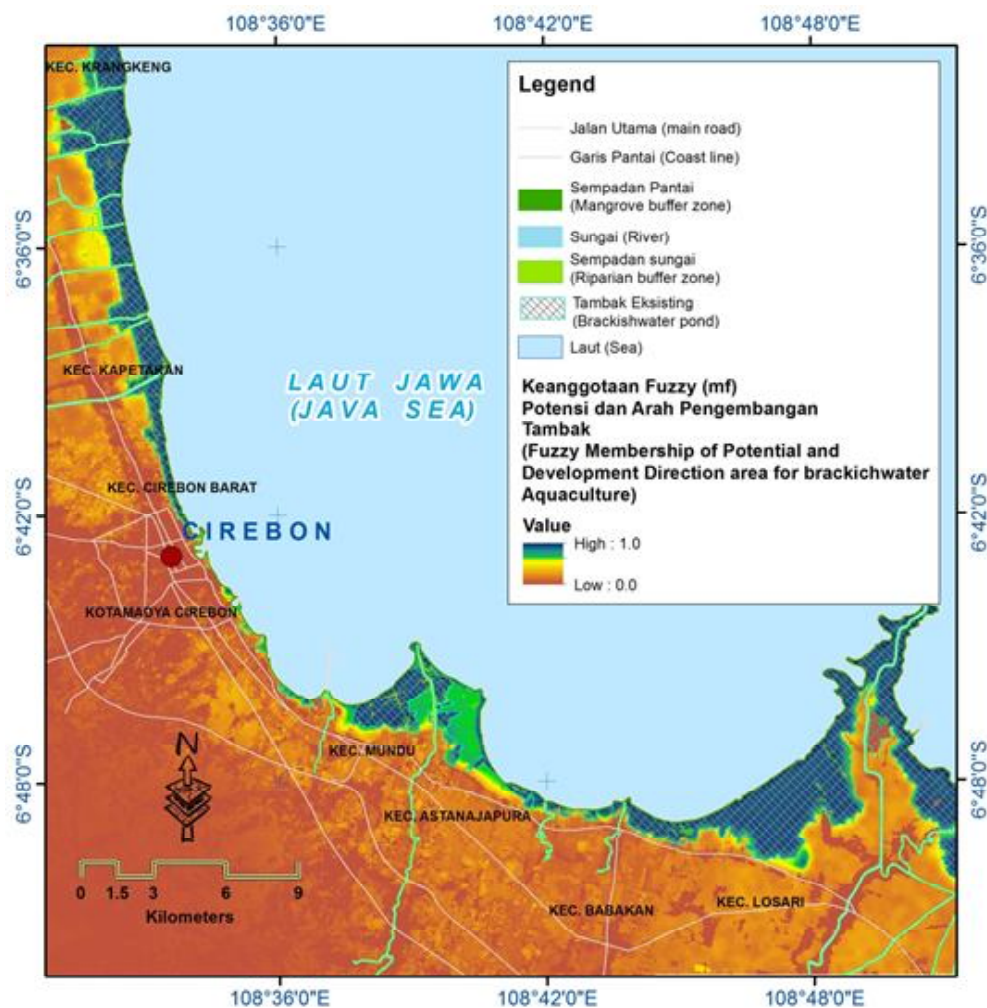 108°36'0"E 108°42'0"E 108°48'0"E
KEC. KRANGKENG
Legend
Jalan Utama (main road)
Garis Pantai (Coast line)
Sempadan Pantai
(Mangrove buffer zone)
Sungai (River)
Sempadan sungai
(Riparian buffer zone)
Tambak Eksisting
(Brackishwater pond)
Laut (Sea)
Keanggotaan Fuzzy (mf)
Potensi dan Arah Pengembangan
Tambak
(Fuzzy Membership of Potential and
Development Direction area for brackichwater
Aquaculture)
Value
High : 1.0
Low : 0.0
6°36'0"S
6°36'0"S
KEC. KAPETAKAN
LAUT JAWA
(JAVA SEA)
KEC. CIREBON BARAT
6°42'0"S
6°42'0"S
CIREBON
KOTAMADYA CIREBON
KEC. MUNDU
N
6°48'0"S
6°48'0"S
KEC. ASTANAJAPURA
0 1.5 3 6 9
Kilometers
KEC. BABAKAN
KEC. LOSARI
108°36'0"E 108°42'0"E 108°48'0"E